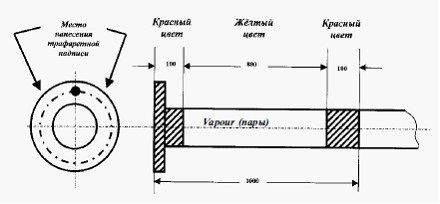 Место
нанесения
трафаретной
надписи
Красный
цвет
Жёлтый
цвет
Красный
цвет
100
800
100
Vapour (пары)
1000